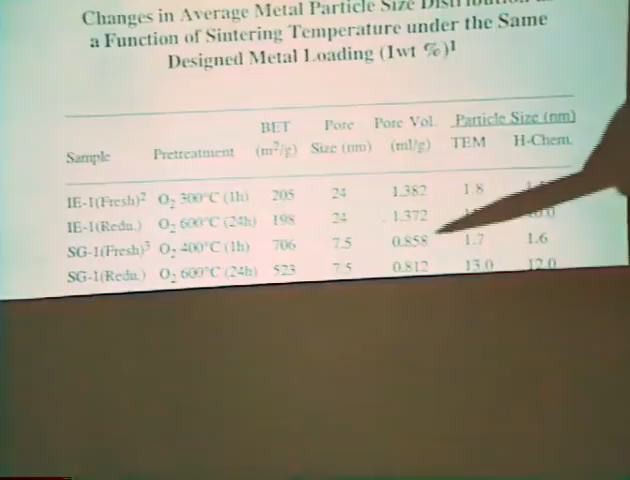 Changes in Average Metal Particle Size
a Function of Sintering Temperature under the Same
Designed Metal Loading (1wt %)1
BET Pore Pore Vol. Particle Size (nm)
Sample Pretreatment (m2/g) Size (nm) (ml/g) TEM H-Chem.
IE-1(Fresh)2 O2 300°C (1h) 205 24 1.382 1.8
IE-1(Redu.) O2 600°C (24h) 198 24 1.372
SG-1(Fresh)3 O2 400°C (1h) 706 7.5 0.858 1.7 1.6
SG-1(Redu.) O2 600°C (24h) 523 7.5 0.812 13.0 12.0